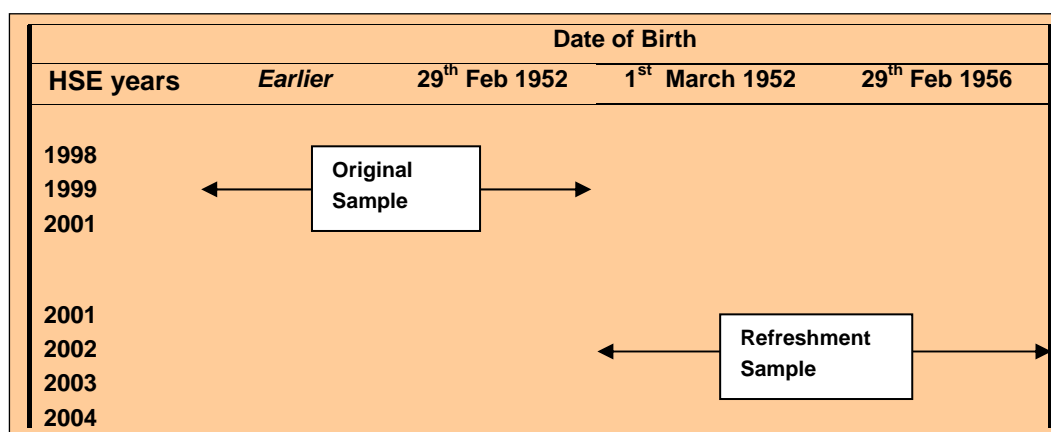 Date of Birth
HSE years Earlier 29th Feb 1952 1st March 1952 29th Feb 1956
1998
1999
2001
Original
Sample
2001
2002
2003
2004
Refreshment
Sample